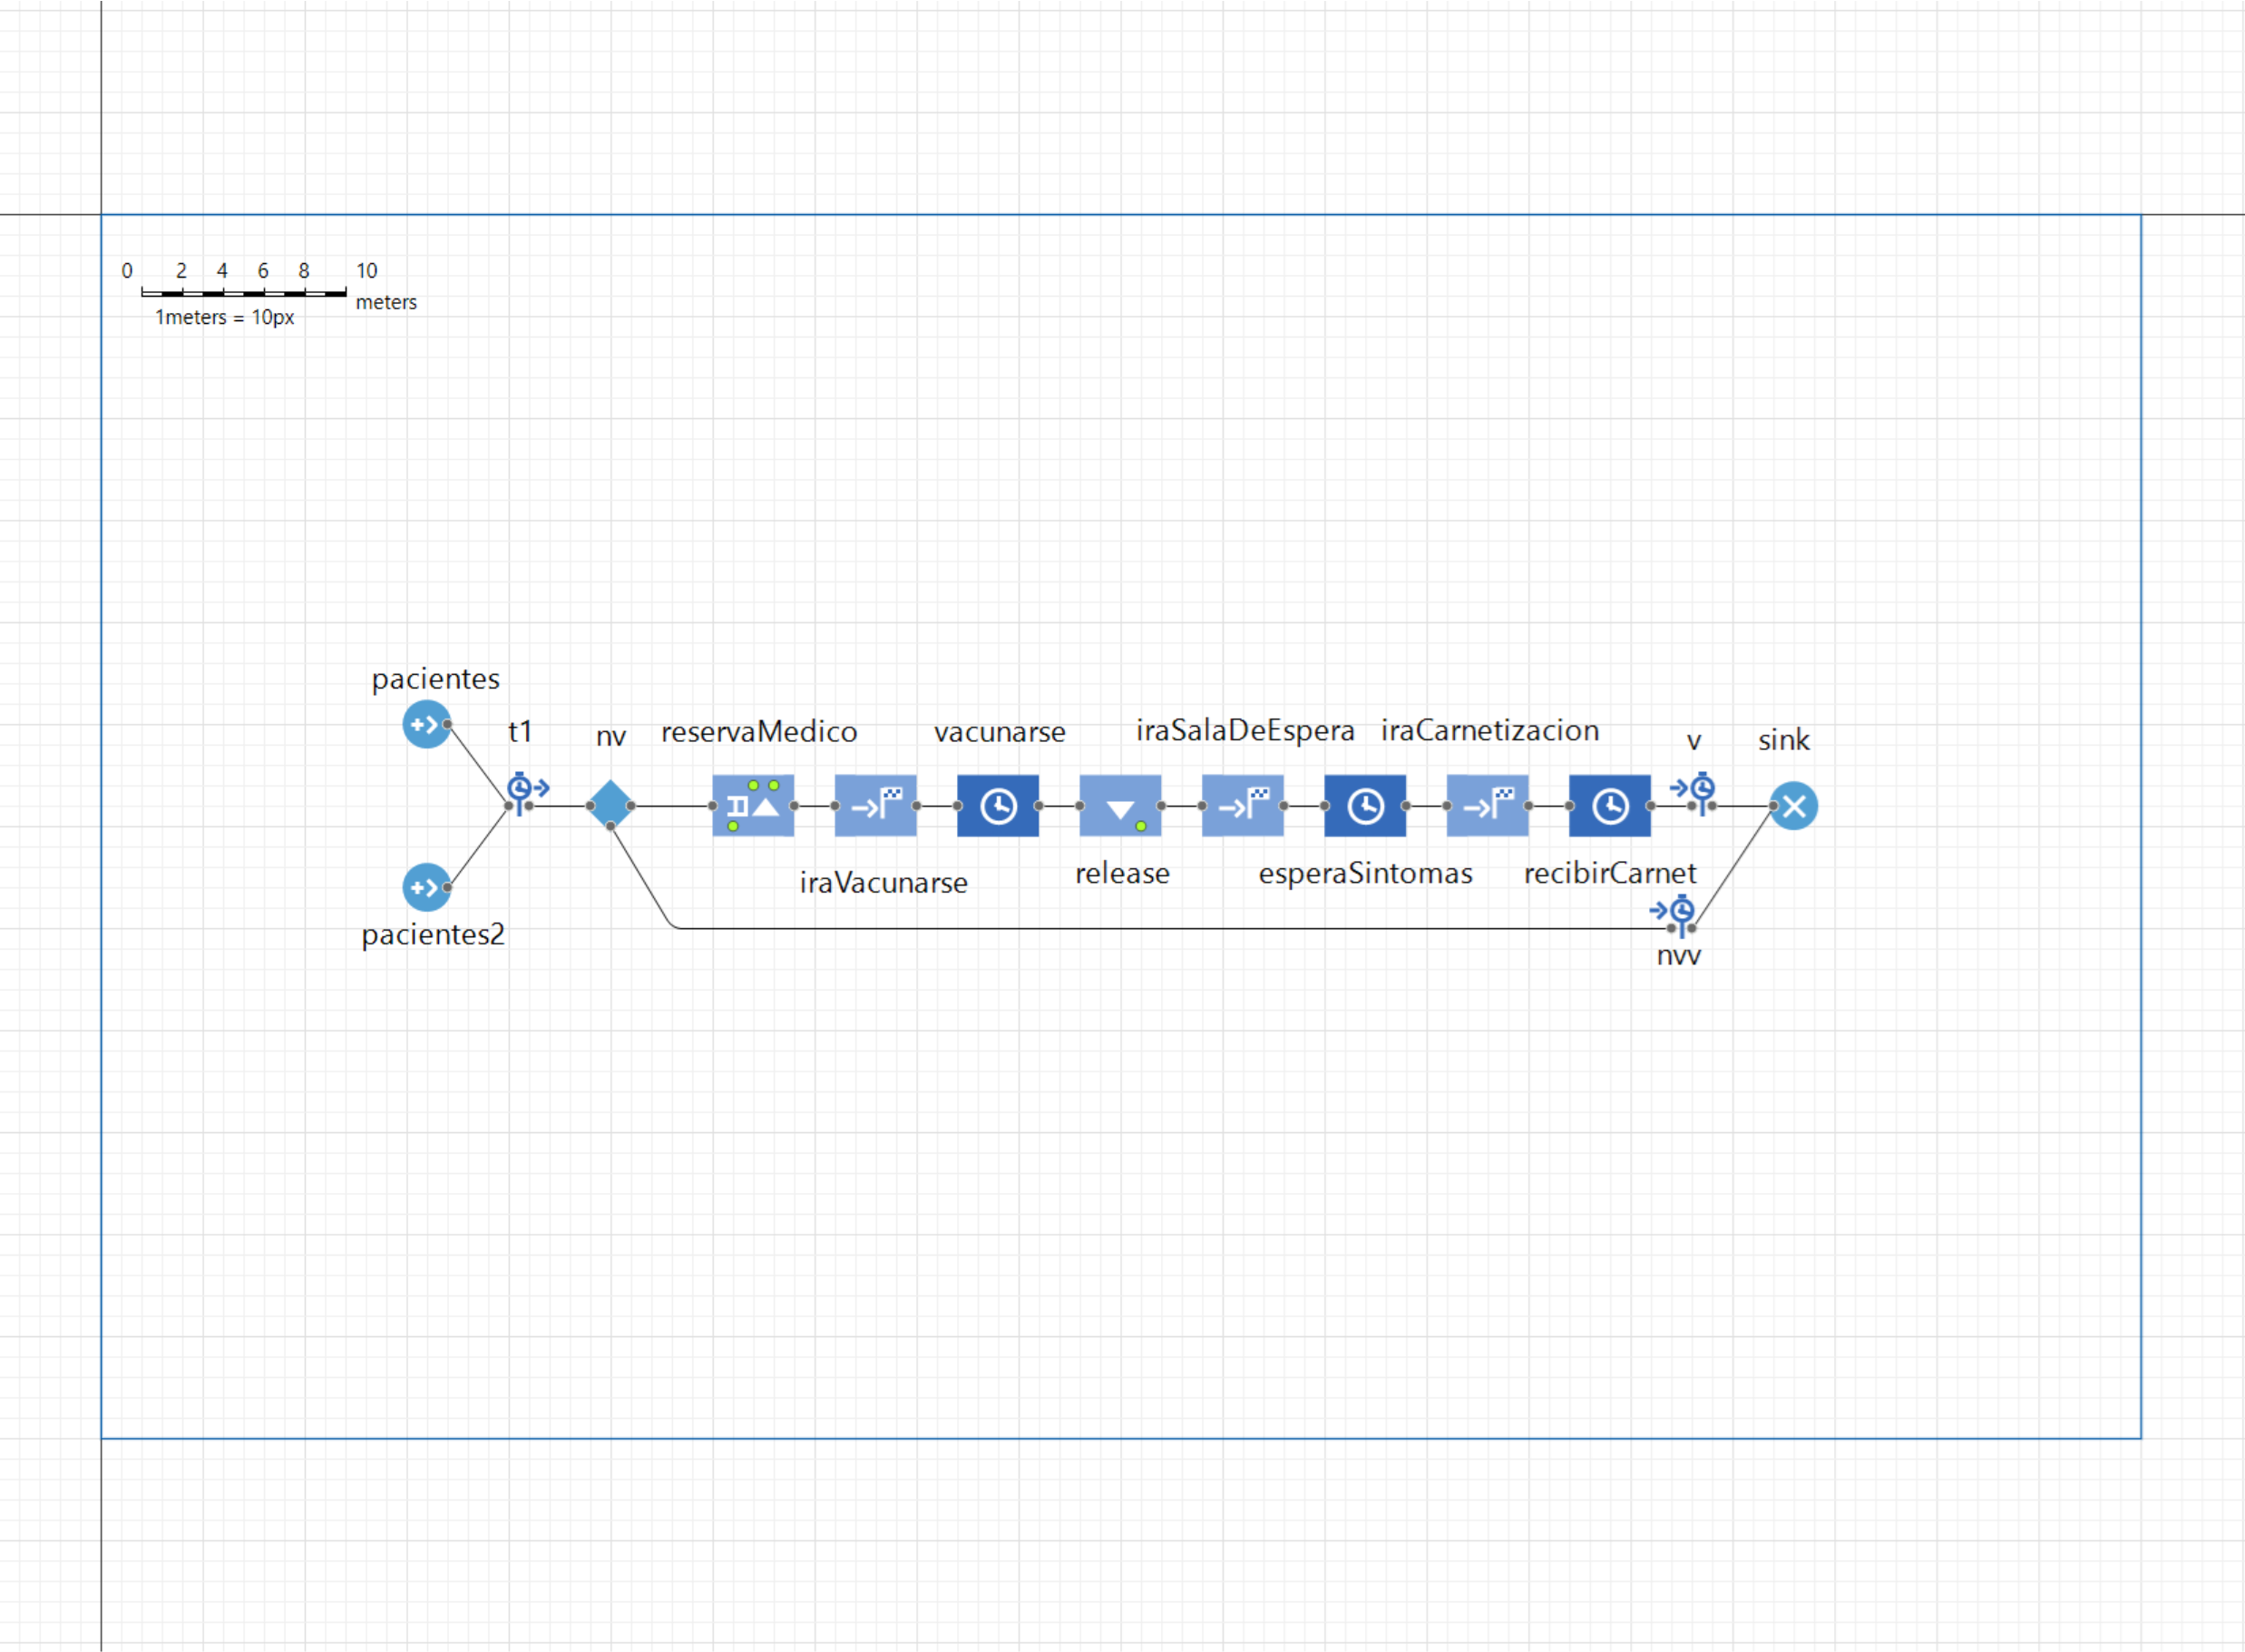 0 2 4 6 8 10
meters
1meters = 10px
pacientes
t1
nv
reservaMedico
vacunarse
iraSalaDeEspera
iraCarnetizacion
v
sink
iraVacunarse
release
esperaSintomas
recibirCarnet
pacientes2
nvv